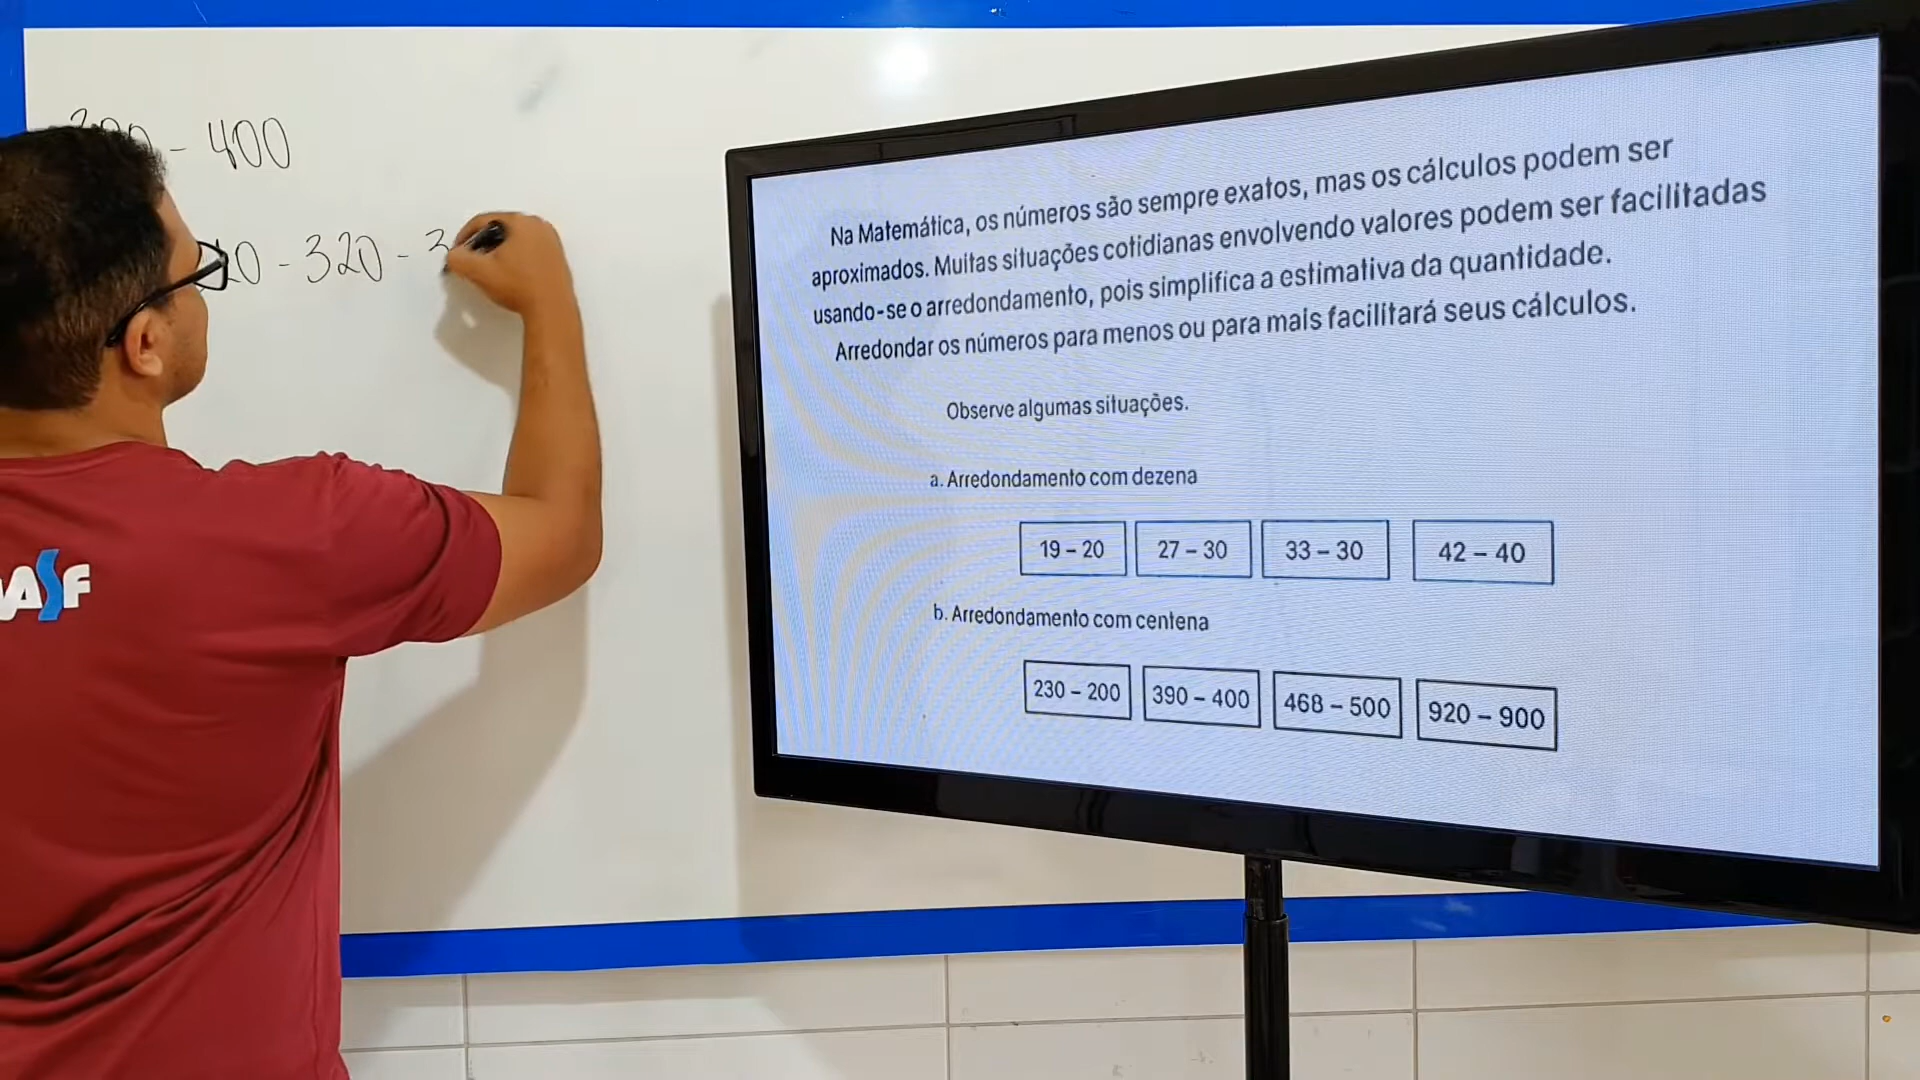 - 400
10 - 320 - 3
Na Matemática, os números são sempre exatos, mas os cálculos podem ser
aproximados. Muitas situações cotidianas envolvendo valores podem ser facilitadas
usando-se o arredondamento, pois simplifica a estimativa da quantidade.
Arredondar os números para menos ou para mais facilitará seus cálculos.
Observe algumas situações.
a. Arredondamento com dezena
19 – 20 27 – 30 33 – 30 42 – 40
b. Arredondamento com centena
230 – 200 390 – 400 468 – 500 920 – 900